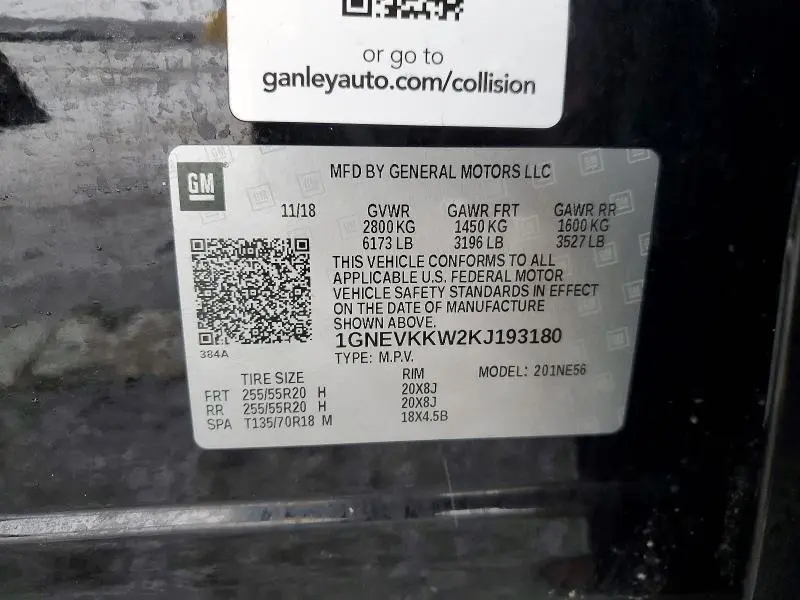 or go to
ganleyauto.com/collision
GM
MFD BY GENERAL MOTORS LLC
11/18 GVWR GAWR FRT GAWR RR
2800 KG 1450 KG 1600 KG
6173 LB 3196 LB 3527 LB
THIS VEHICLE CONFORMS TO ALL
APPLICABLE U.S. FEDERAL MOTOR
VEHICLE SAFETY STANDARDS IN EFFECT
ON THE DATE OF MANUFACTURE
SHOWN ABOVE.
1GNEVKKW2KJ193180
384A
TYPE: M.P.V.
MODEL: 201NE56
TIRE SIZE RIM
FRT 255/55R20 H 20X8J
RR 255/55R20 H 20X8J
SPA T135/70R18 M 18X4.5B